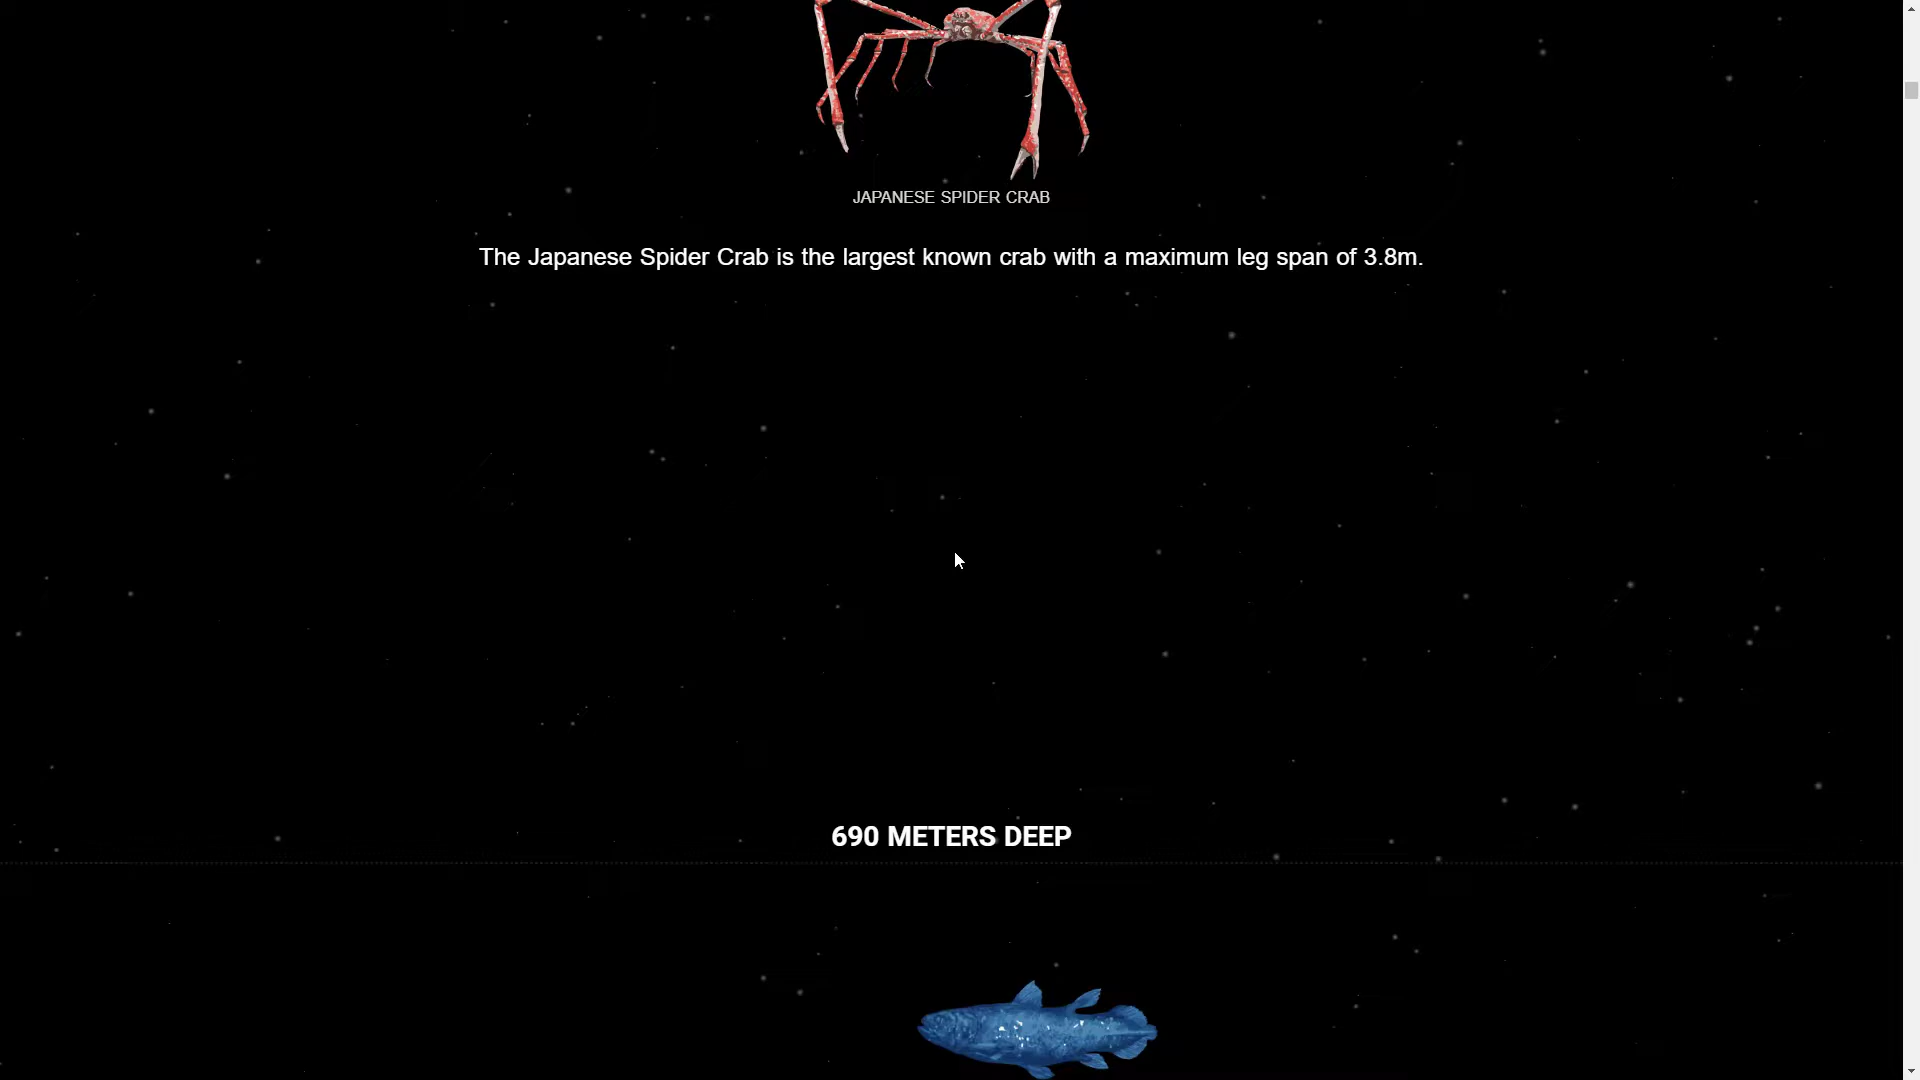 JAPANESE SPIDER CRAB
The Japanese Spider Crab is the largest known crab with a maximum leg span of 3.8m.
690 METERS DEEP